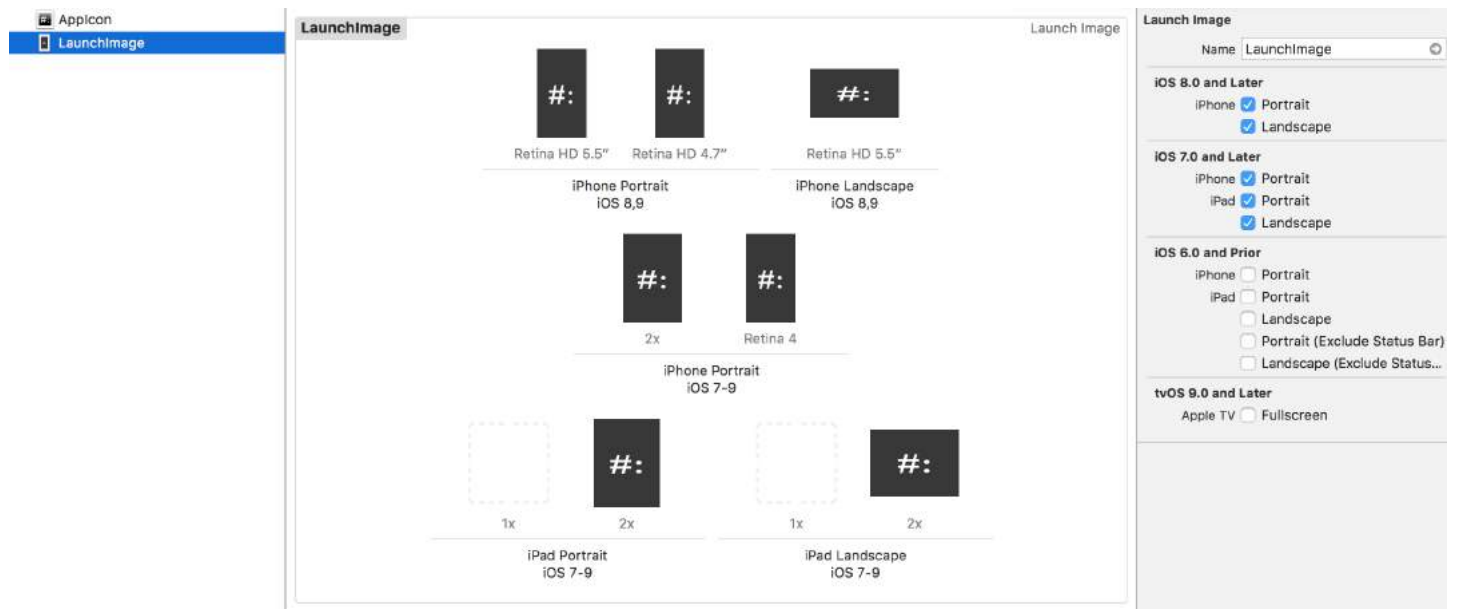 AppIcon
LaunchImage
LaunchImage
Launch Image
#: #: #:
Retina HD 5.5" Retina HD 4.7" Retina HD 5.5"
iPhone Portrait
iOS 8,9
iPhone Landscape
iOS 8,9
#: #:
2x Retina 4
iPhone Portrait
iOS 7-9
#: #:
1x 2x 1x 2x
iPad Portrait
iOS 7-9
iPad Landscape
iOS 7-9
Launch Image
Name LaunchImage
iOS 8.0 and Later
iPhone Portrait
Landscape
iOS 7.0 and Later
iPhone Portrait
iPad Portrait
Landscape
iOS 6.0 and Prior
iPhone Portrait
iPad Portrait
Landscape
Portrait (Exclude Status Bar)
Landscape (Exclude Status...
tvOS 9.0 and Later
Apple TV Fullscreen